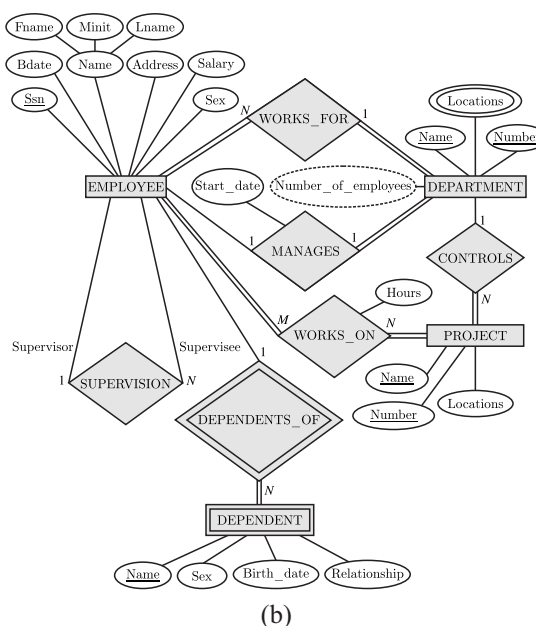 Fname
Minit
Lname
Bdate
Name
Address
Salary
Ssn
Sex
N
WORKS_FOR
1
Locations
Name
Number
EMPLOYEE
Start_date
Number_of_employees
DEPARTMENT
1
MANAGES
1
1
CONTROLS
N
Hours
M
WORKS_ON
N
PROJECT
Supervisor
Supervisee
1
SUPERVISION
N
1
Name
Number
Locations
DEPENDENTS_OF
N
DEPENDENT
Name
Sex
Birth_date
Relationship
(b)